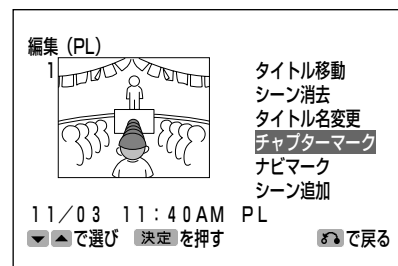 編集（PL）
1
タイトル移動
シーン消去
タイトル名変更
チャプターマーク
ナビマーク
シーン追加
11／03 11：40AM PL
で選び 決定 を押す で戻る